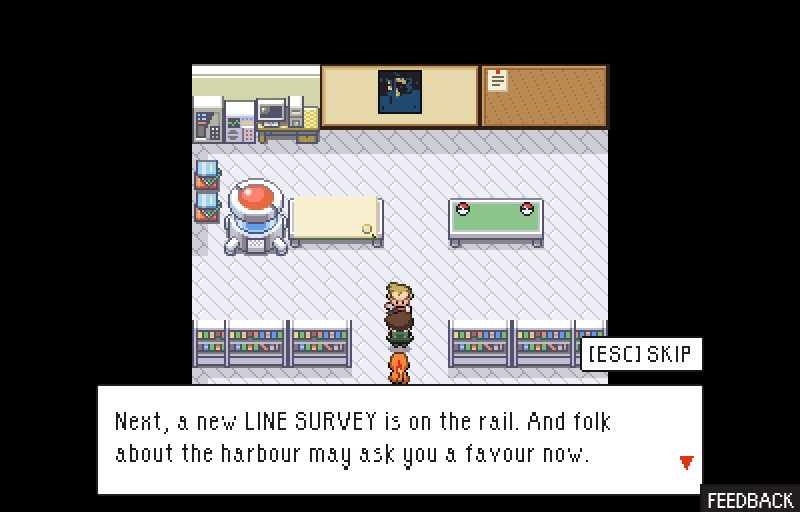 [ESC] SKIP
Next, a new LINE SURVEY is on the rail. And folk
about the harbour may ask you a favour now.
FEEDBACK